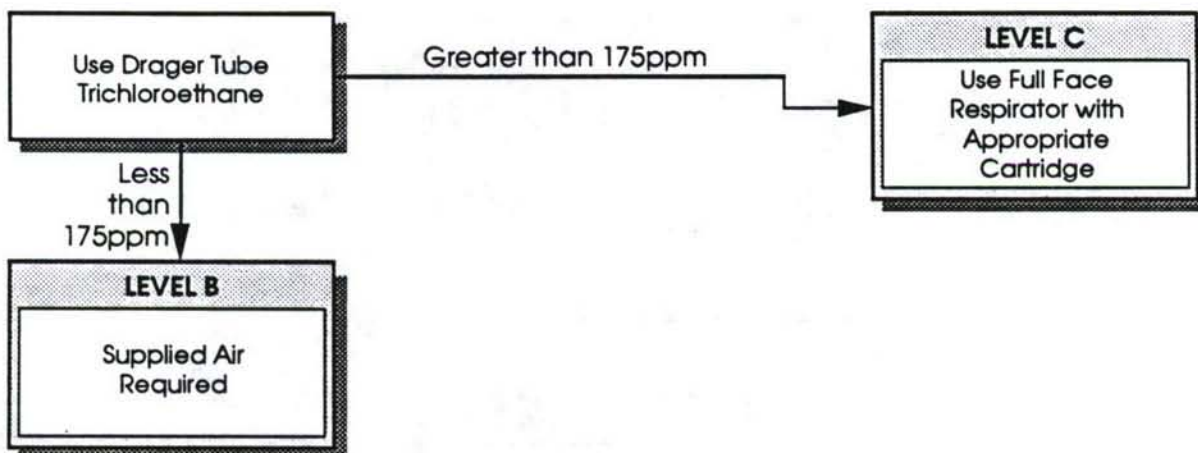 Use Drager Tube
Trichloroethane
Greater than 175ppm
LEVEL C
Use Full Face
Respirator with
Appropriate
Cartridge
Less
than
175ppm
LEVEL B
Supplied Air
Required